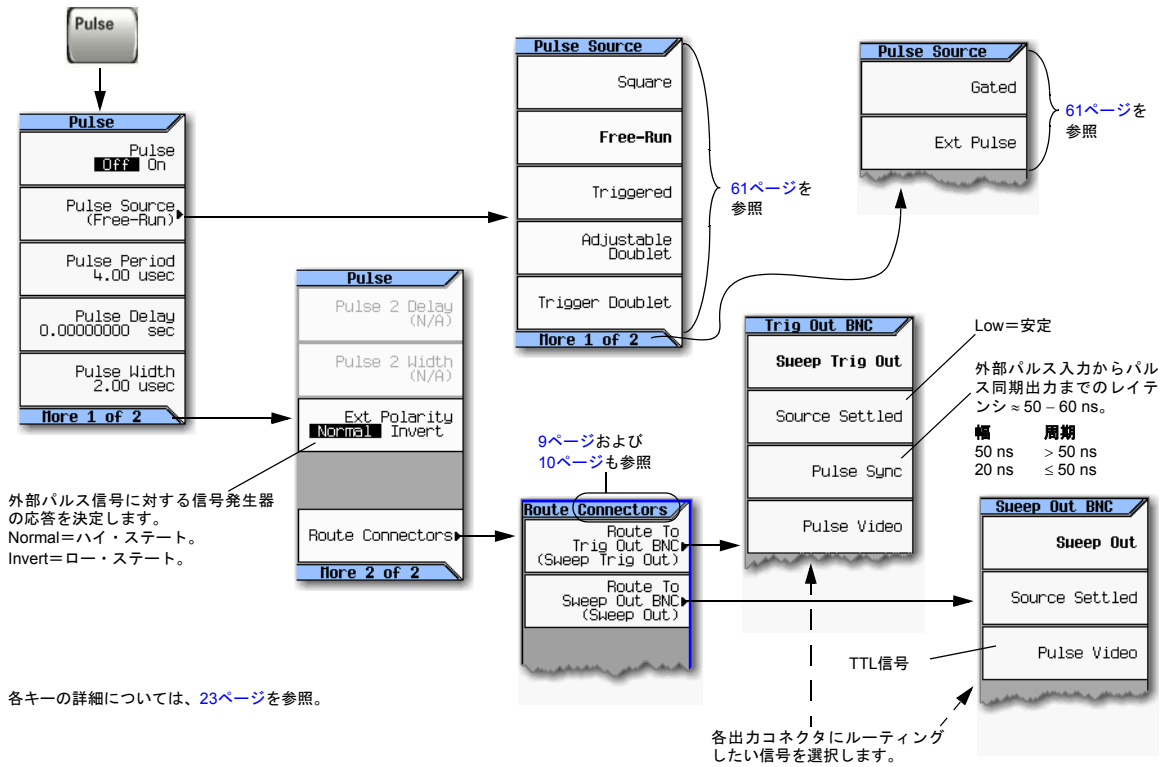 Pulse
Pulse
Pulse
Off On
Pulse Source
(Free-Run)
Pulse Period
4.00 usec
Pulse Delay
0.00000000 sec
Pulse Width
2.00 usec
More 1 of 2
外部パルス信号に対する信号発生器
の応答を決定します。
Normal＝ハイ・ステート。
Invert＝ロー・ステート。
Pulse
Pulse 2 Delay
(N/A)
Pulse 2 Width
(N/A)
Ext Polarity
Normal Invert
Route Connectors
More 2 of 2
Pulse Source
Square
Free-Run
Triggered
Adjustable
Doublet
Trigger Doublet
More 1 of 2
61ページを
参照
Pulse Source
Gated
Ext Pulse
61ページを
参照
9ページおよび
10ページも参照
Route Connectors
Route To
Trig Out BNC
(Sweep Trig Out)
Route To
Sweep Out BNC
(Sweep Out)
Trig Out BNC
Sweep Trig Out
Source Settled
Pulse Sync
Pulse Video
Low＝安定
外部パルス入力からパル
ス同期出力までのレイテ
ンシ ≈ 50 – 60 ns。
幅 周期
50 ns > 50 ns
20 ns ≤ 50 ns
Sweep Out BNC
Sweep Out
Source Settled
Pulse Video
TTL信号
各出力コネクタにルーティング
したい信号を選択します。
各キーの詳細については、23ページを参照。